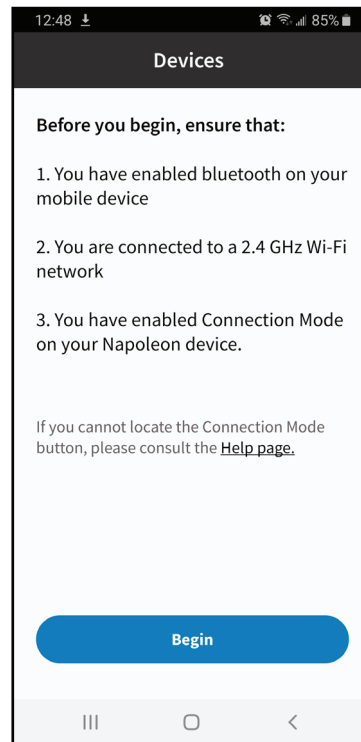 12:48 85%
Devices
Before you begin, ensure that:
1. You have enabled bluetooth on your
mobile device
2. You are connected to a 2.4 GHz Wi-Fi
network
3. You have enabled Connection Mode
on your Napoleon device.
If you cannot locate the Connection Mode
button, please consult the Help page.
Begin